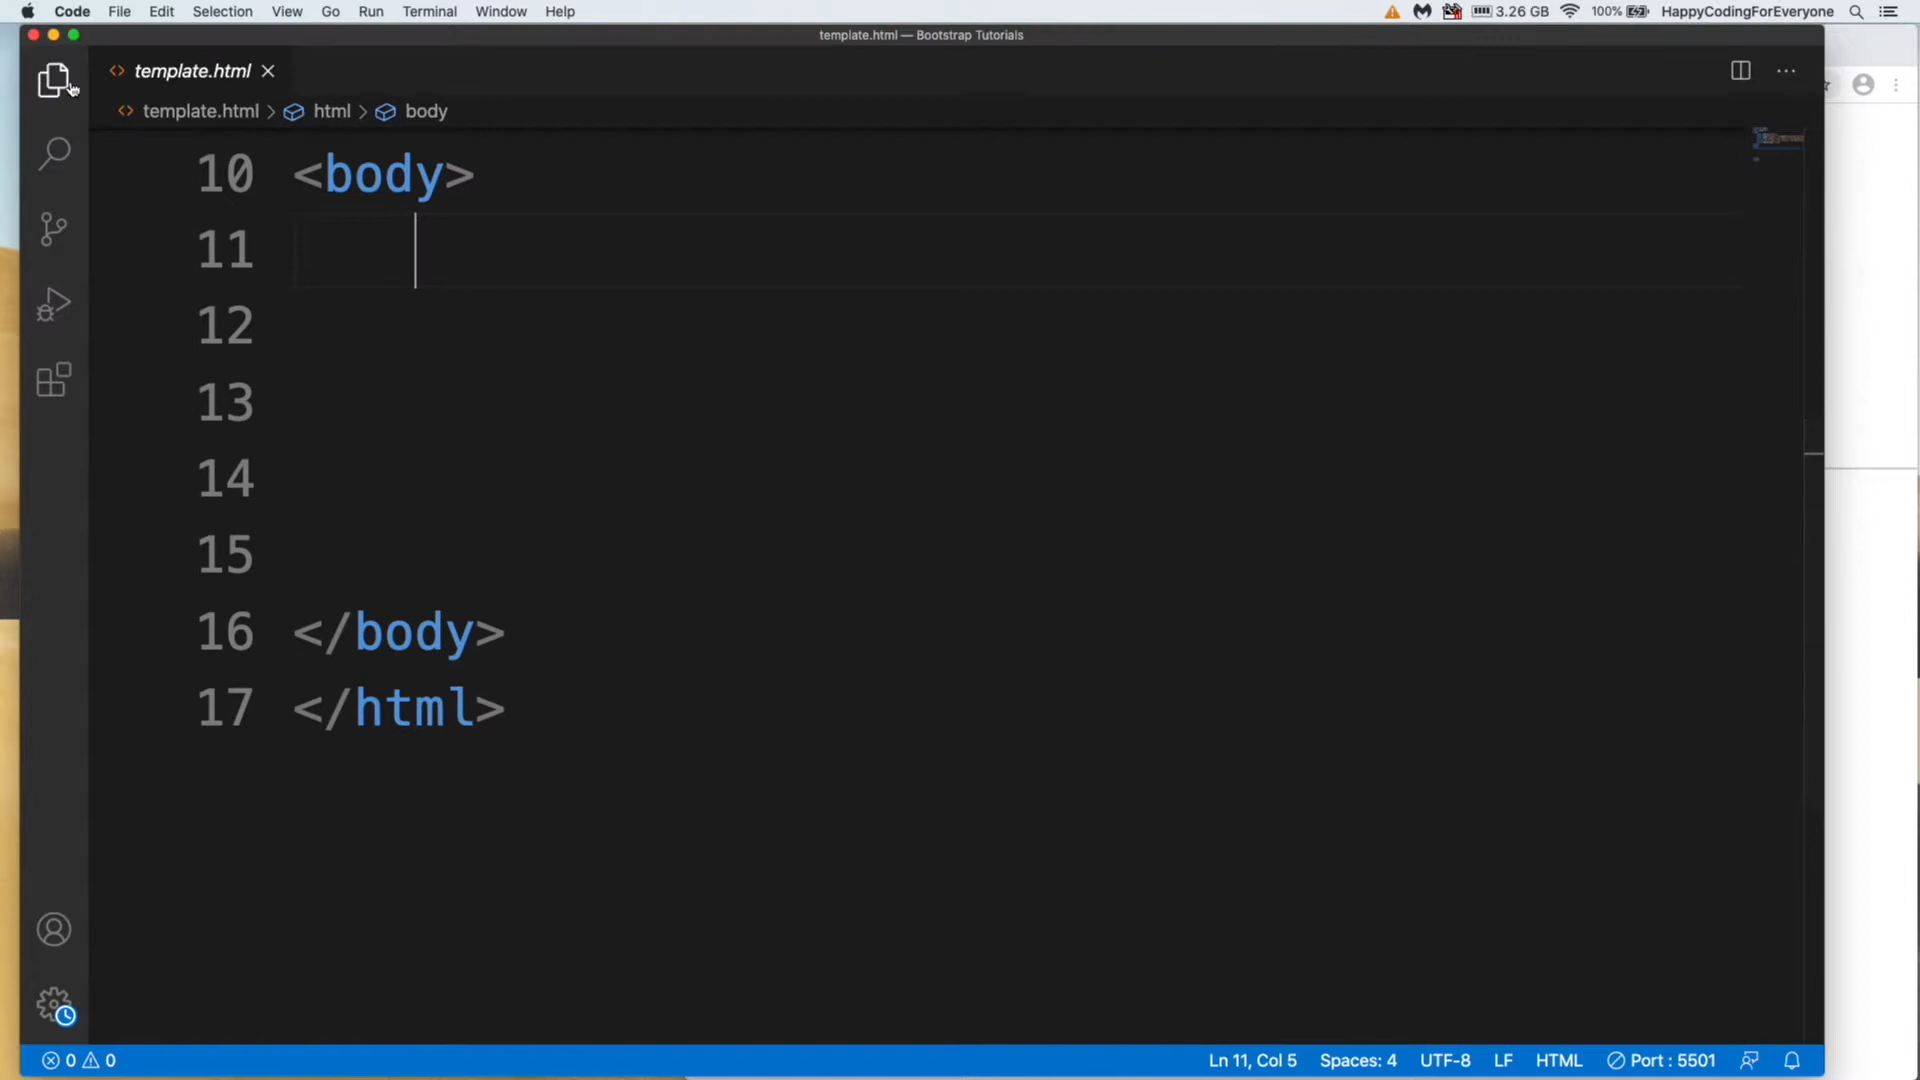 Code File Edit Selection View Go Run Terminal Window Help 3.26 GB 100% HappyCodingForEveryone
template.html — Bootstrap Tutorials
template.html
template.html > html > body
10 <body>
11
12
13
14
15
16 </body>
17 </html>
0 0 Ln 11, Col 5 Spaces: 4 UTF-8 LF HTML Port : 5501